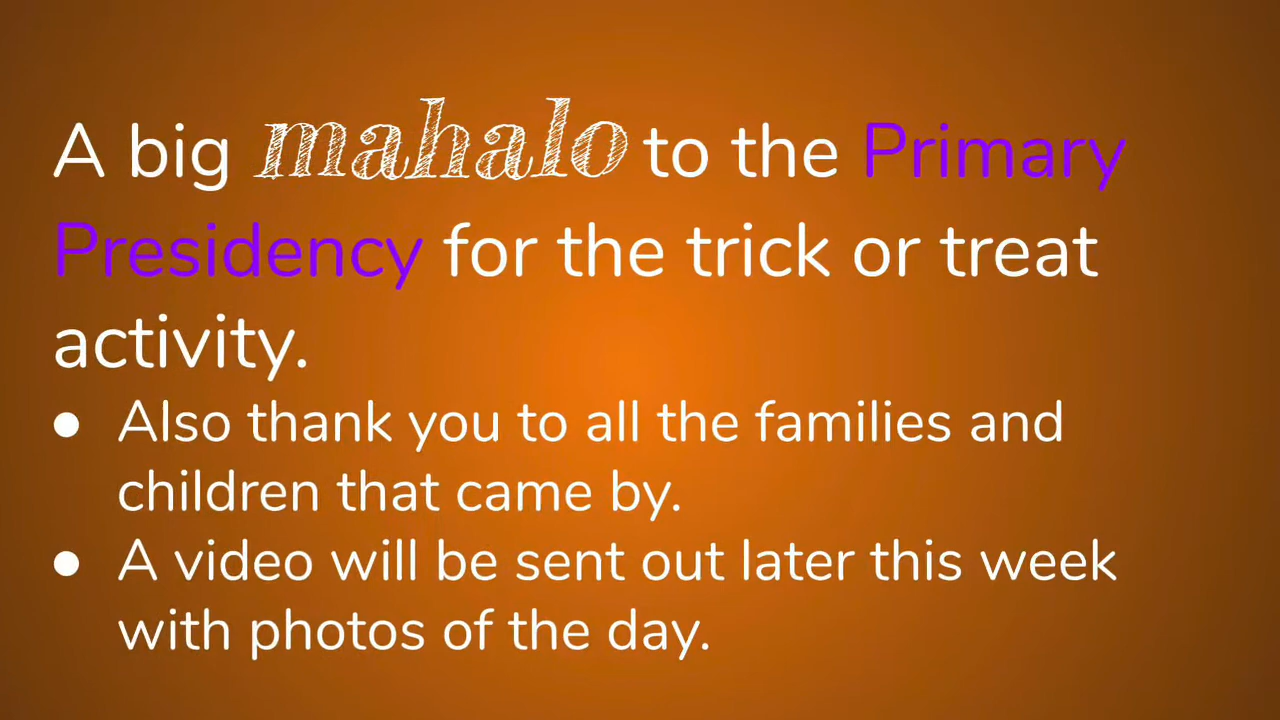 A big mahalo to the Primary
Presidency for the trick or treat
activity.
● Also thank you to all the families and
children that came by.
● A video will be sent out later this week
with photos of the day.